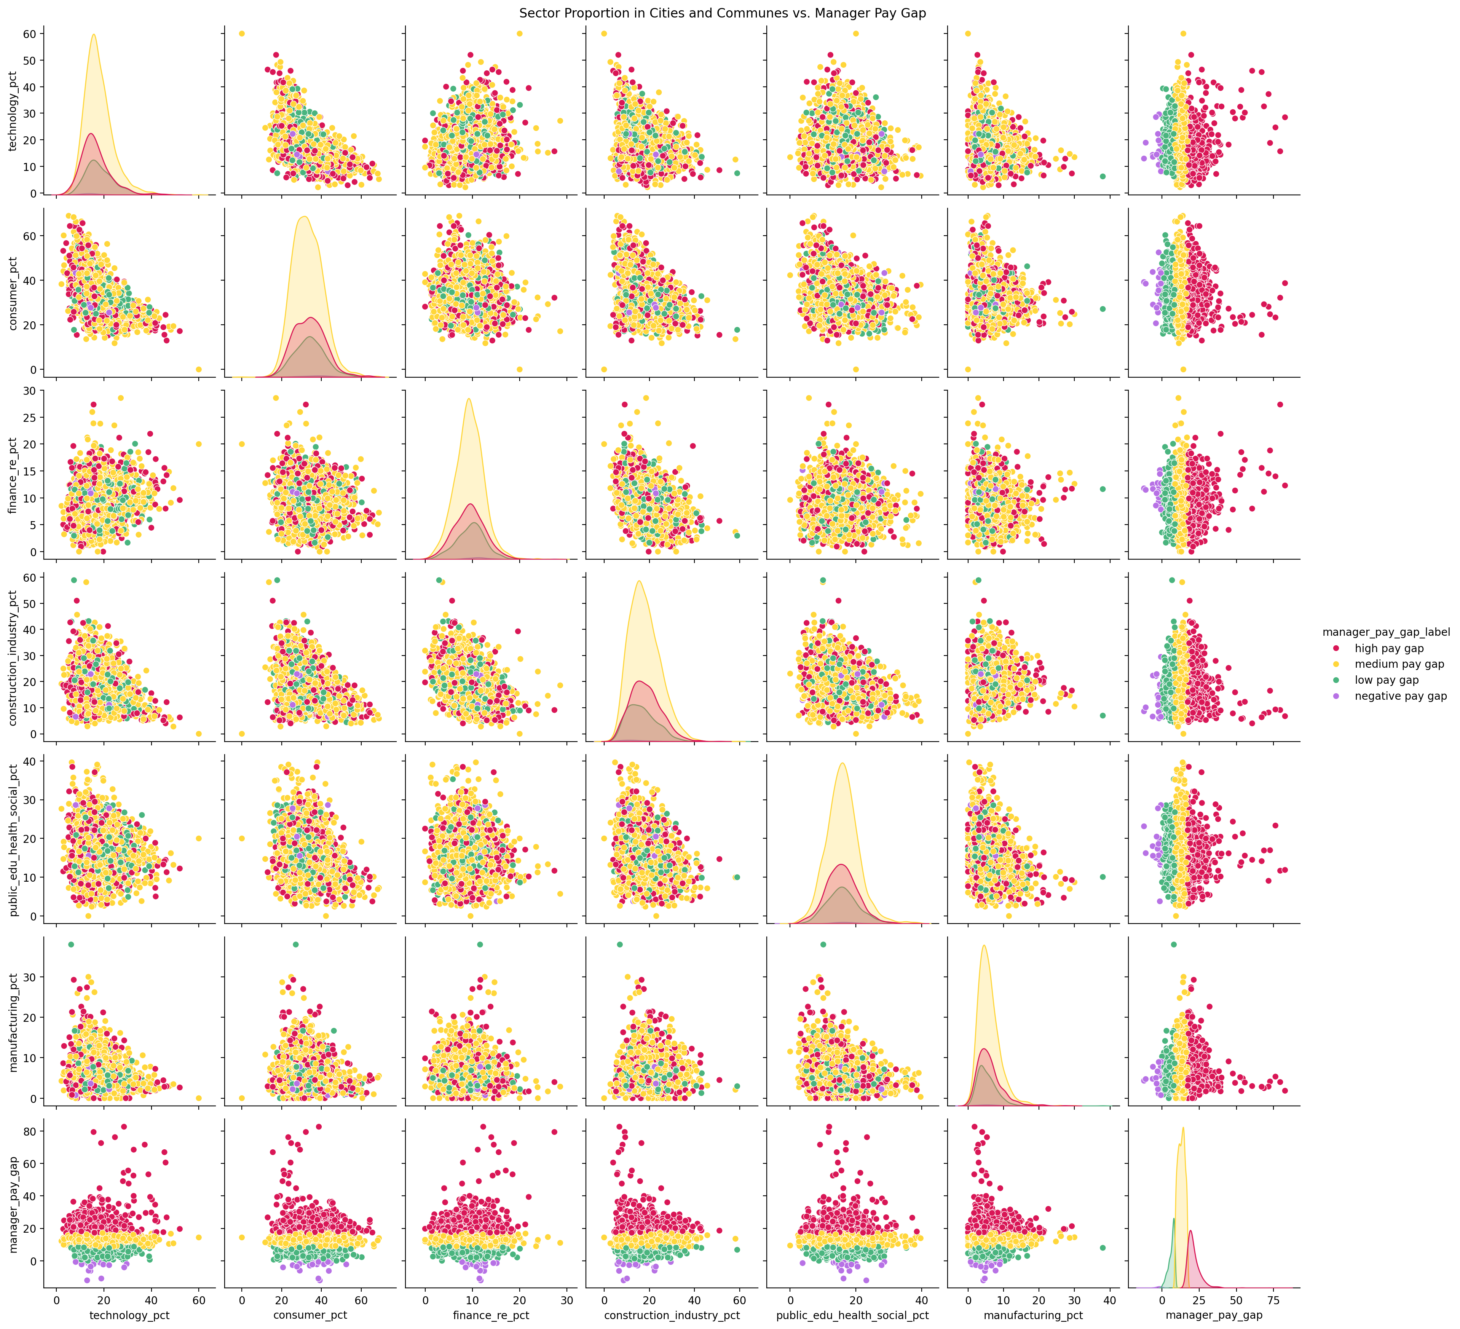 Sector Proportion in Cities and Communes vs. Manager Pay Gap
technology_pct
60
50
40
30
20
10
0
consumer_pct
60
40
20
0
finance_re_pct
30
25
20
15
10
5
0
construction_industry_pct
60
50
40
30
20
10
0
manager_pay_gap_label
high pay gap
medium pay gap
low pay gap
negative pay gap
public_edu_health_social_pct
40
30
20
10
0
manufacturing_pct
30
20
10
0
manager_pay_gap
80
60
40
20
0
0 20 40 60
technology_pct
0 20 40 60
consumer_pct
0 10 20 30
finance_re_pct
0 20 40 60
construction_industry_pct
0 10 20 30 40
public_edu_health_social_pct
0 10 20 30 40
manufacturing_pct
0 25 50 75
manager_pay_gap